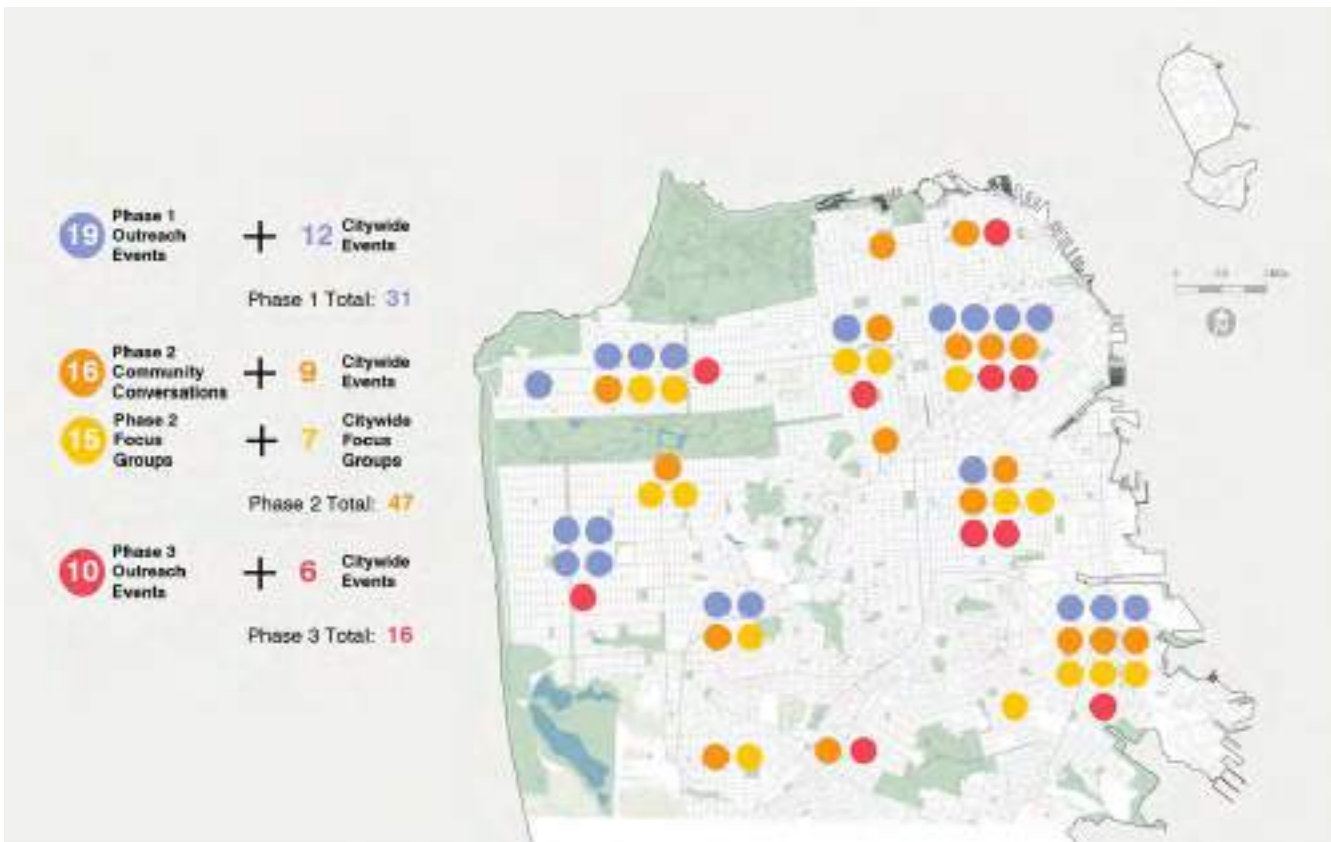 19
Phase 1
Outreach
Events
+
12
Citywide
Events
Phase 1 Total: 31
16
Phase 2
Community
Conversations
+
9
Citywide
Events
15
Phase 2
Focus
Groups
+
7
Citywide
Focus
Groups
Phase 2 Total: 47
10
Phase 3
Outreach
Events
+
6
Citywide
Events
Phase 3 Total: 16